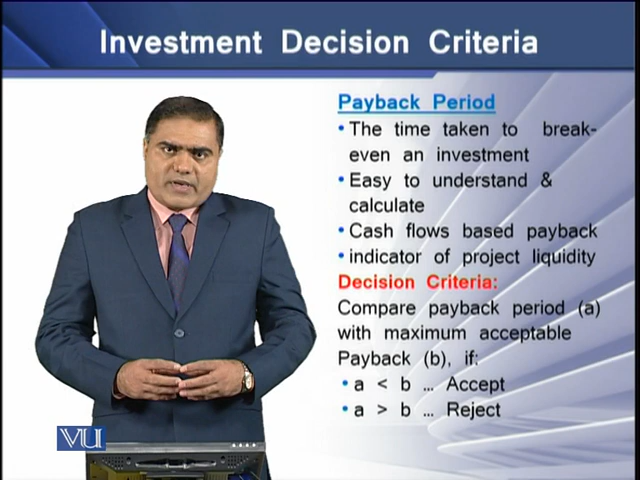 Investment Decision Criteria
Payback Period
• The time taken to break-
even an investment
• Easy to understand &
calculate
• Cash flows based payback
• indicator of project liquidity
Decision Criteria:
Compare payback period (a)
with maximum acceptable
Payback (b), if:
• a < b ... Accept
• a > b ... Reject
VU